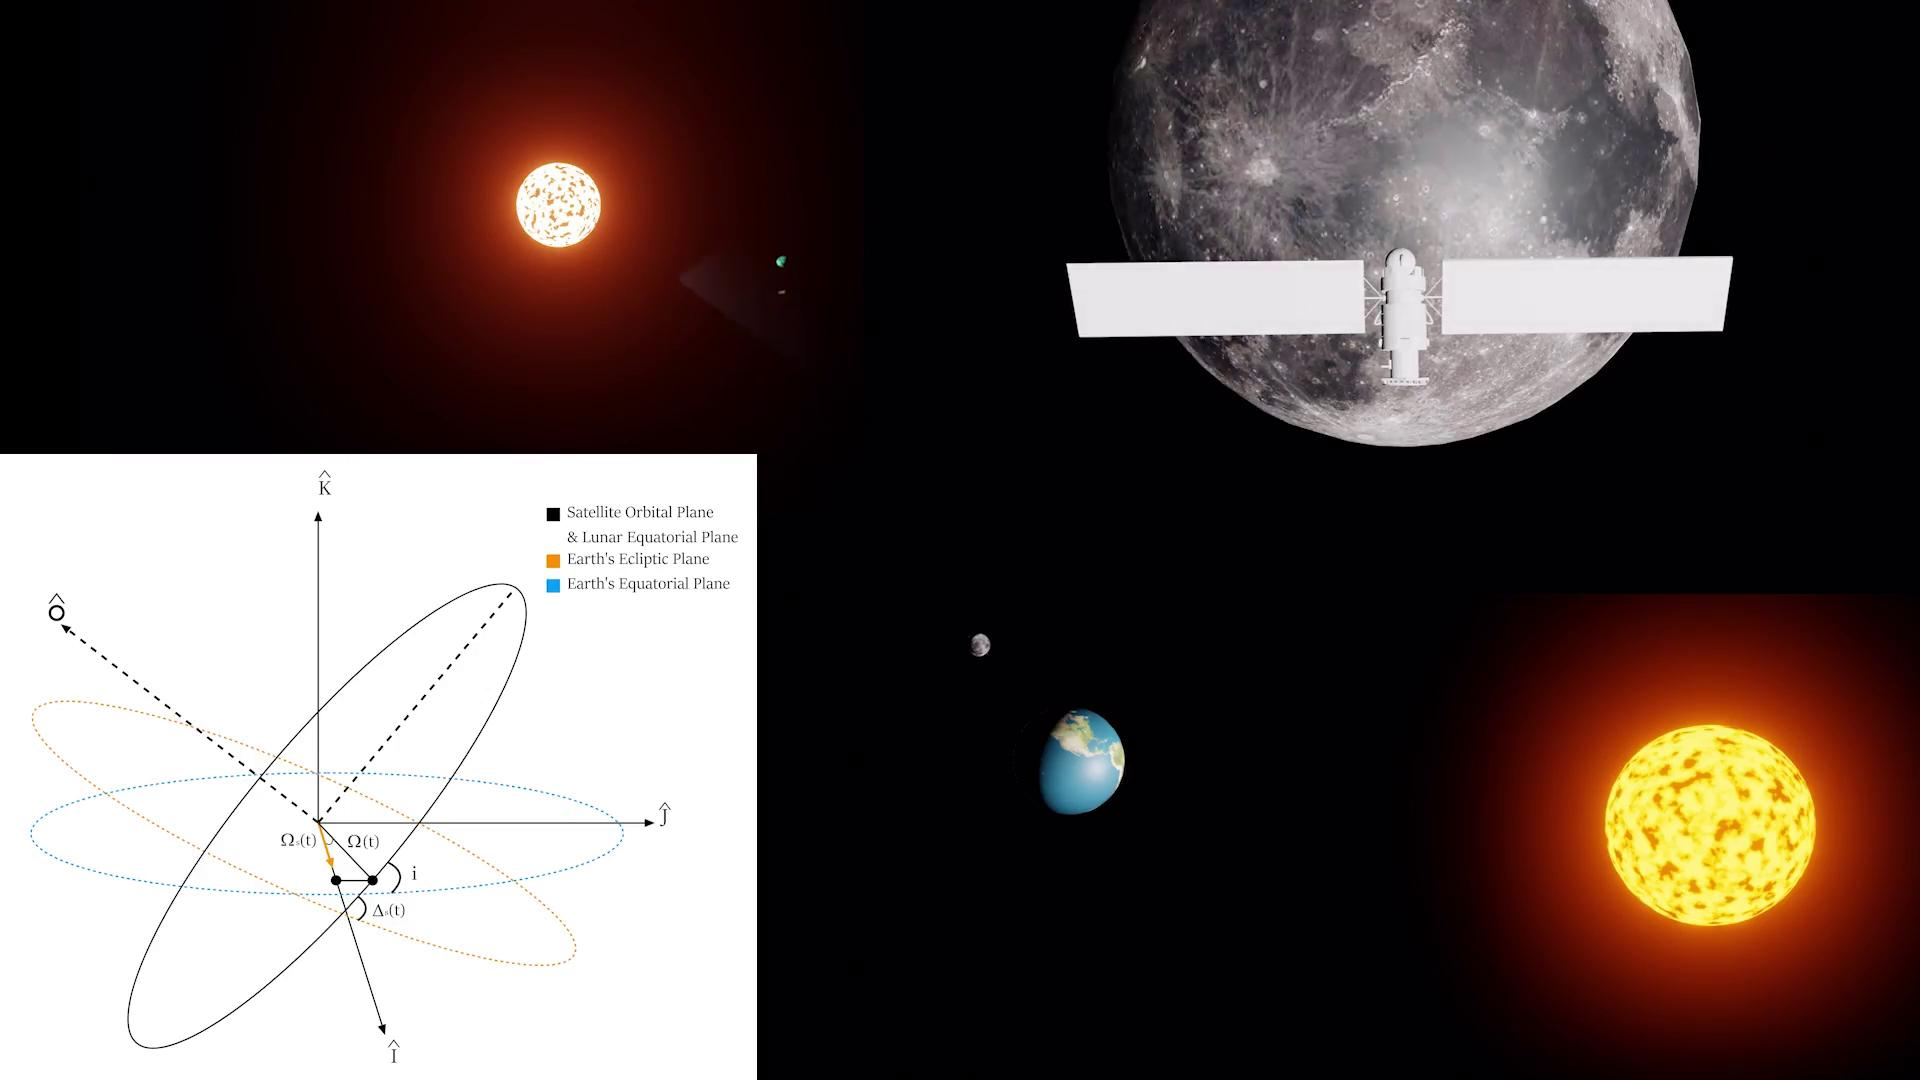 K̂
Satellite Orbital Plane
& Lunar Equatorial Plane
Earth's Ecliptic Plane
Earth's Equatorial Plane
Ô
Ĵ
Ωₛ(t)
Ω(t)
i
Δₛ(t)
Î